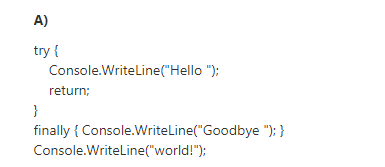 A)
try {
Console.WriteLine("Hello ");
return;
}
finally { Console.WriteLine("Goodbye "); }
Console.WriteLine("world!");